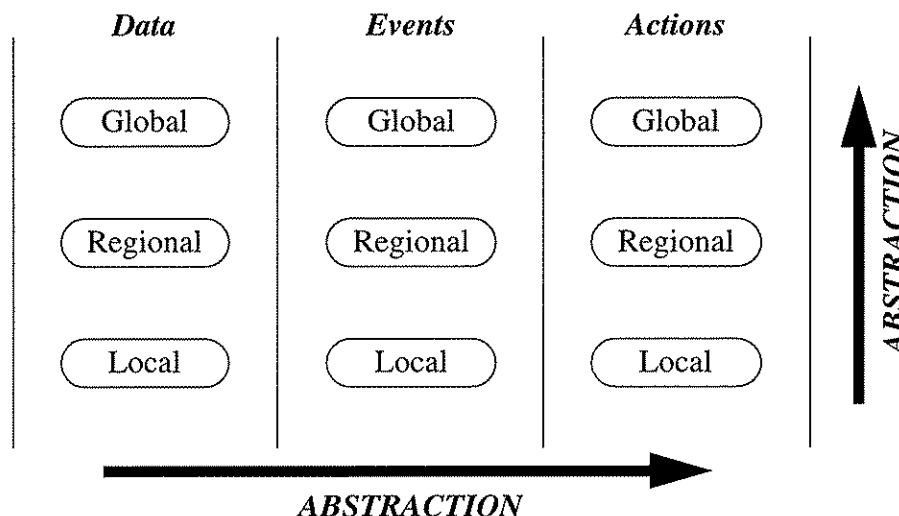 Data Events Actions
Global Global Global
Regional Regional Regional
Local Local Local
ABSTRACTION
ABSTRACTION